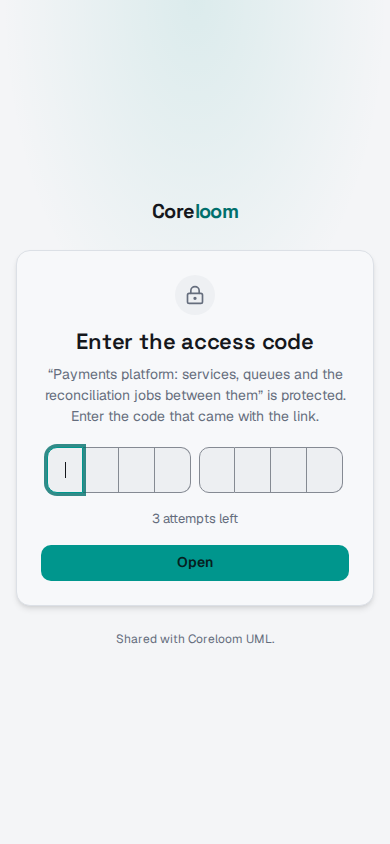 Coreloom
Enter the access code
“Payments platform: services, queues and the
reconciliation jobs between them” is protected.
Enter the code that came with the link.
3 attempts left
Open
Shared with Coreloom UML.